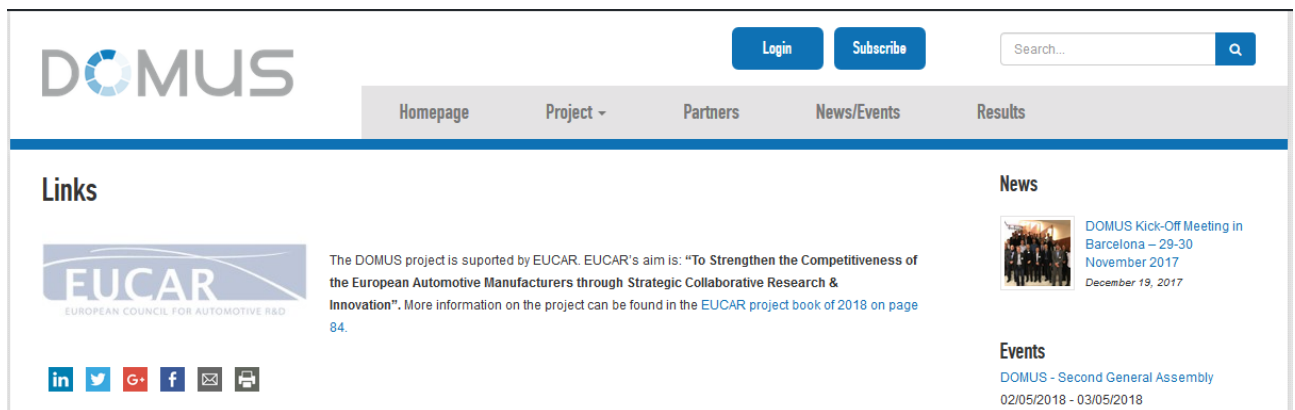 DOMUS
Login
Subscribe
Search...
Homepage
Project
Partners
News/Events
Results
Links
EUCAR
EUROPEAN COUNCIL FOR AUTOMOTIVE R&D
The DOMUS project is suported by EUCAR. EUCAR's aim is: “To Strengthen the Competitiveness of
the European Automotive Manufacturers through Strategic Collaborative Research &
Innovation”. More information on the project can be found in the EUCAR project book of 2018 on page
84.
in
G+
f
News
DOMUS Kick-Off Meeting in
Barcelona – 29-30
November 2017
December 19, 2017
Events
DOMUS - Second General Assembly
02/05/2018 - 03/05/2018